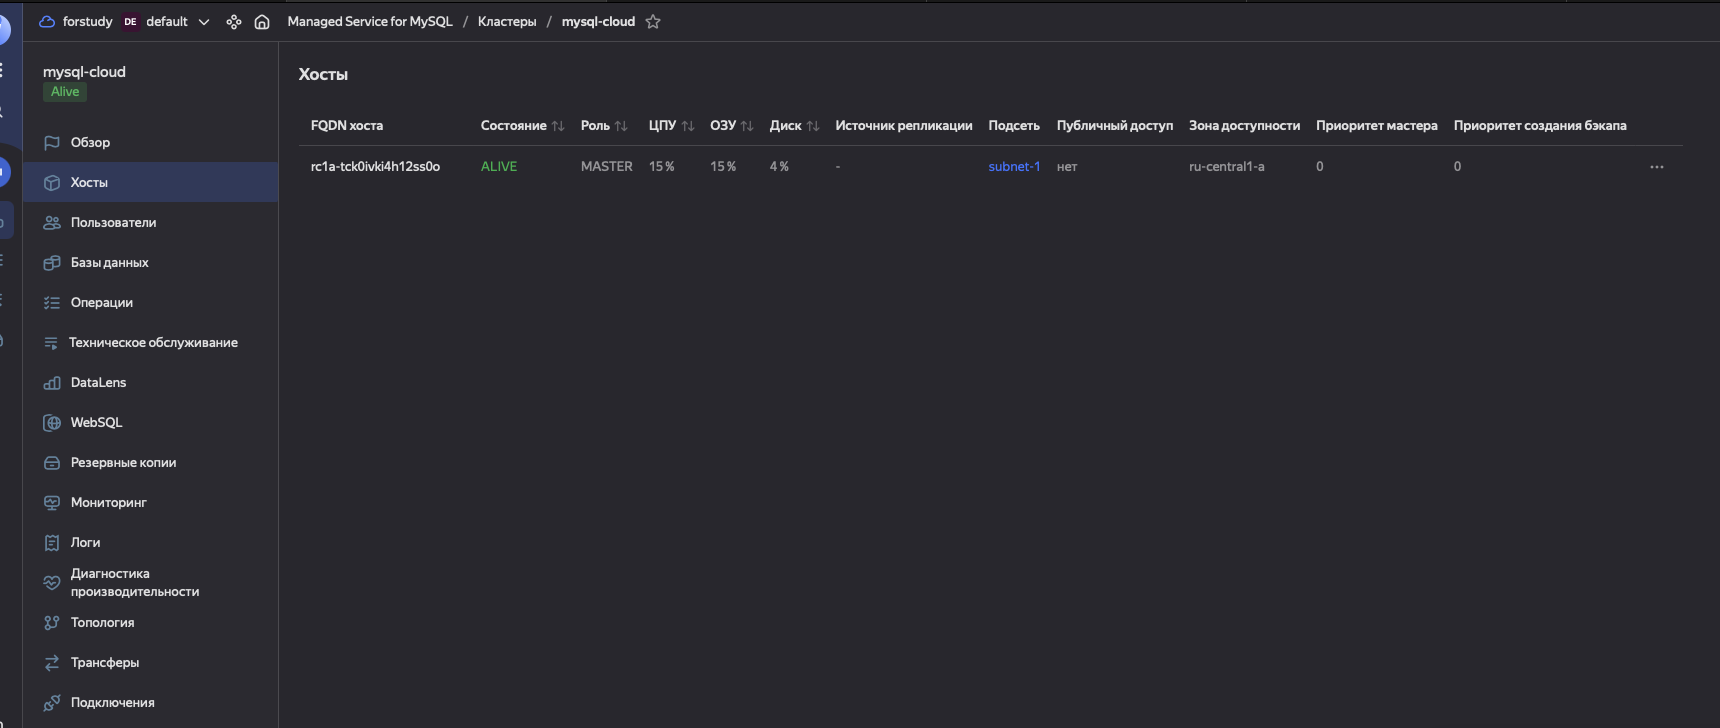 forstudy DE default Managed Service for MySQL / Кластеры / mysql-cloud
mysql-cloud
Alive
Обзор
Хосты
Пользователи
Базы данных
Операции
Техническое обслуживание
DataLens
WebSQL
Резервные копии
Мониторинг
Логи
Диагностика
производительности
Топология
Трансферы
Подключения
Хосты
FQDN хоста Состояние Роль ЦПУ ОЗУ Диск Источник репликации Подсеть Публичный доступ Зона доступности Приоритет мастера Приоритет создания бэкапа
rc1a-tck0ivki4h12ss0o ALIVE MASTER 15 % 15 % 4 % - subnet-1 нет ru-central1-a 0 0